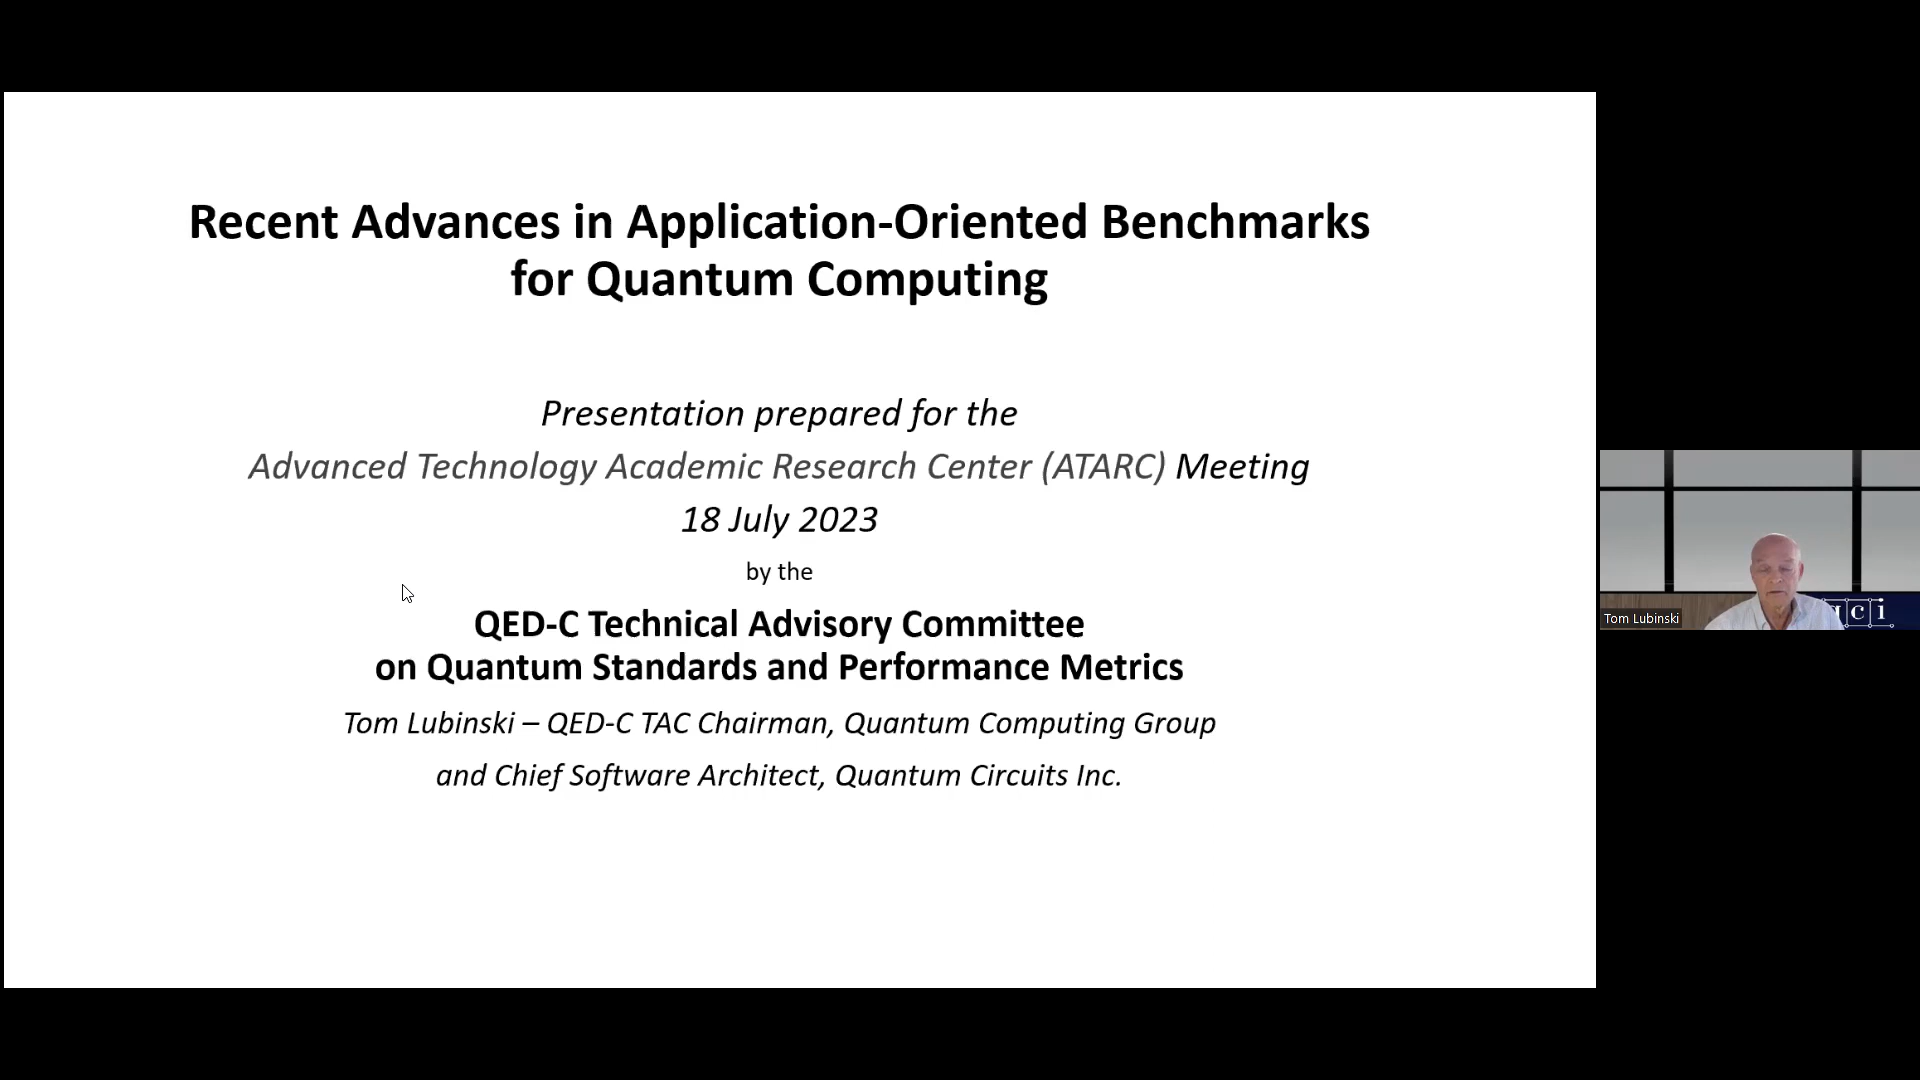 Recent Advances in Application-Oriented Benchmarks
for Quantum Computing
Presentation prepared for the
Advanced Technology Academic Research Center (ATARC) Meeting
18 July 2023
by the
QED-C Technical Advisory Committee
on Quantum Standards and Performance Metrics
Tom Lubinski – QED-C TAC Chairman, Quantum Computing Group
and Chief Software Architect, Quantum Circuits Inc.
Tom Lubinski
qci